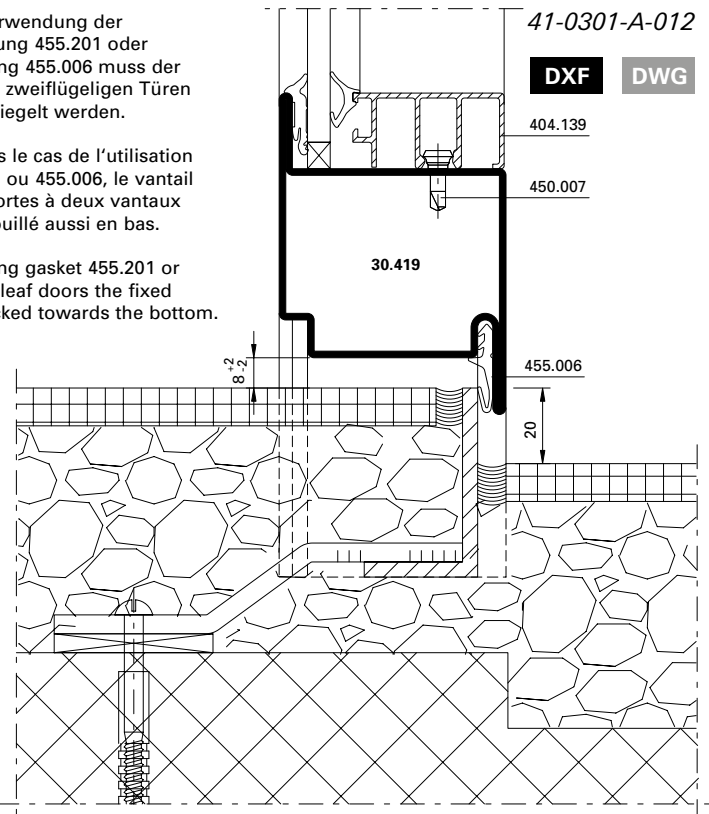 rwendung der
ung 455.201 oder
ng 455.006 muss der
zweiflügeligen Türen
iegelt werden.
s le cas de l'utilisation
ou 455.006, le vantail
ortes à deux vantaux
ouillé aussi en bas.
ng gasket 455.201 or
leaf doors the fixed
cked towards the bottom.
41-0301-A-012
DXF DWG
404.139
450.007
30.419
455.006
8 +2 -2
20